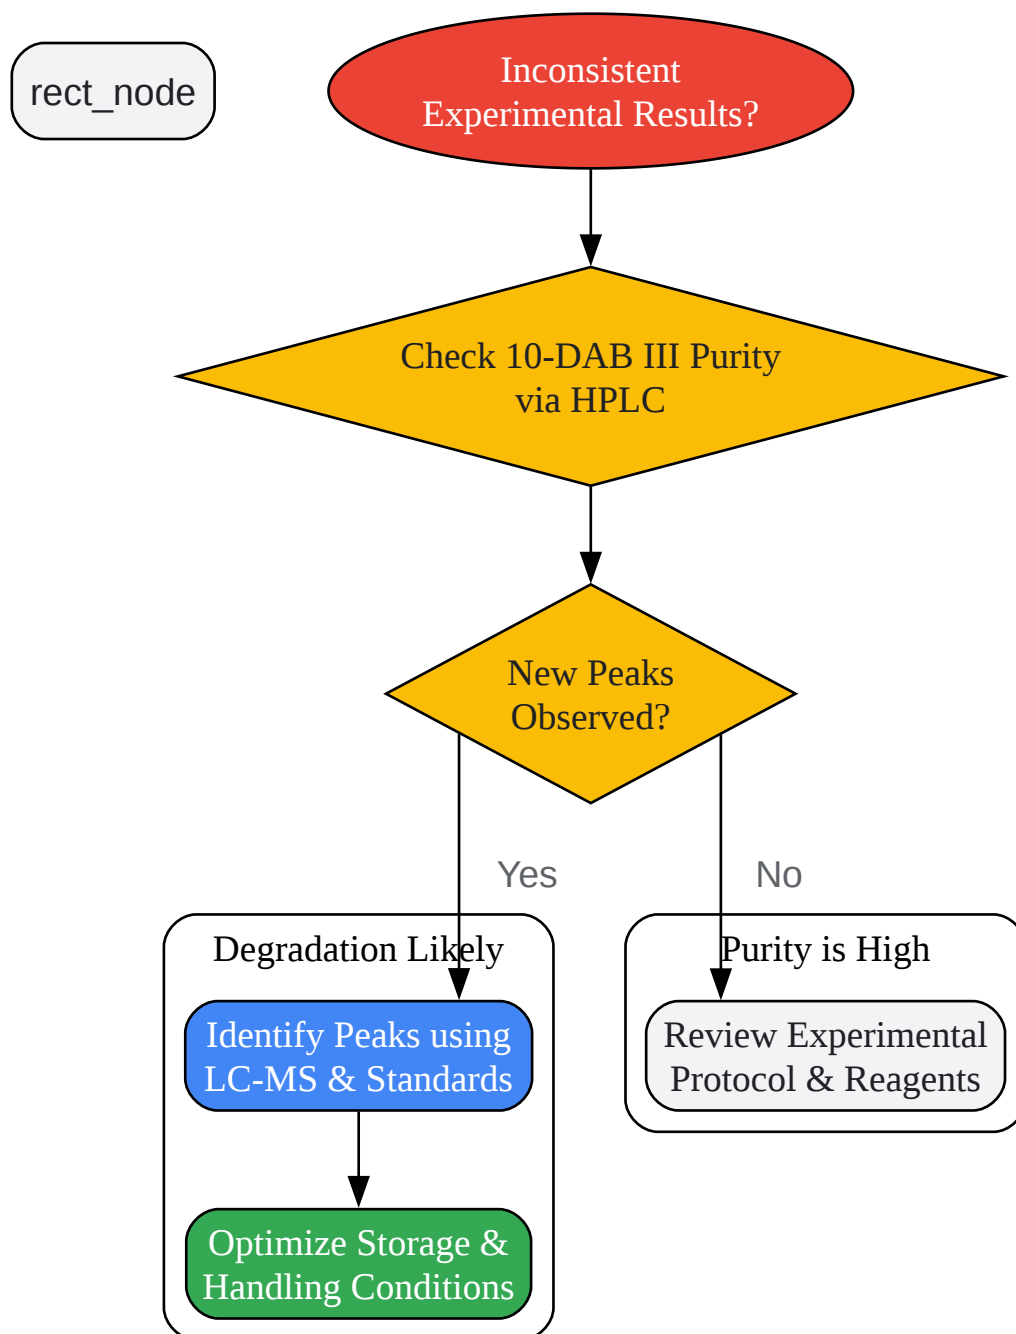 rect_node
Inconsistent
Experimental Results?
Check 10-DAB III Purity
via HPLC
New Peaks
Observed?
Yes
No
Degradation Likely
Identify Peaks using
LC-MS & Standards
Optimize Storage &
Handling Conditions
Purity is High
Review Experimental
Protocol & Reagents